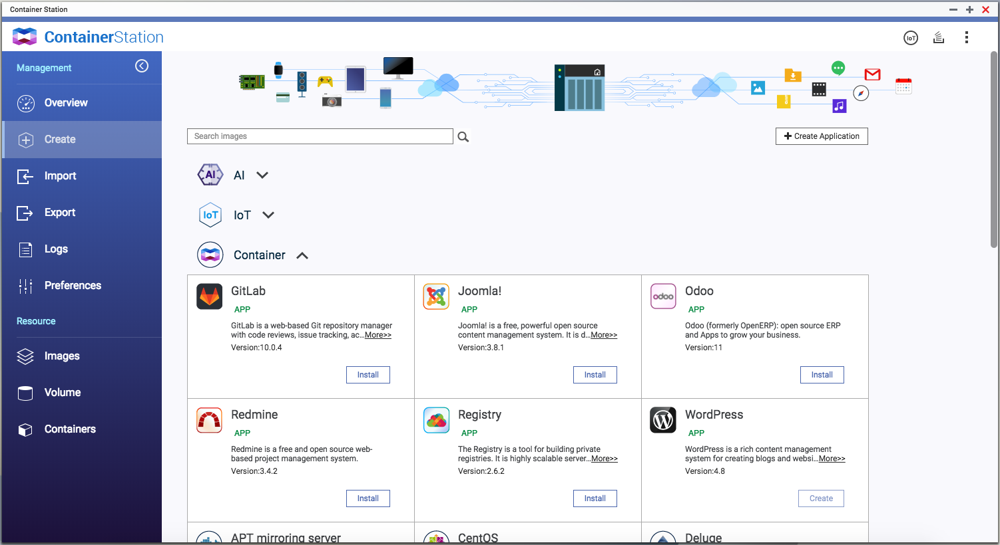 Container Station
ContainerStation
IoT
Management
Overview
Create
Import
Export
Logs
Preferences
Resource
Images
Volume
Containers
Search images
Create Application
AI
AI
IoT
IoT
Container
GitLab
APP
GitLab is a web-based Git repository manager
with code reviews, issue tracking, ac...More>>
Version:10.0.4
Install
Joomla!
APP
Joomla! is a free, powerful open source
content management system. It is d...More>>
Version:3.8.1
Install
odoo
Odoo
APP
Odoo (formerly OpenERP): open source ERP
and Apps to grow your business.
Version:11
Install
Redmine
APP
Redmine is a free and open source web-
based project management system.
Version:3.4.2
Install
Registry
APP
The Registry is a tool for building private
registries. It is highly scalable server...More>>
Version:2.6.2
Install
WordPress
APP
WordPress is a rich content management
system for creating blogs and websi...More>>
Version:4.8
Create
APT mirroring server
CentOS
Deluge